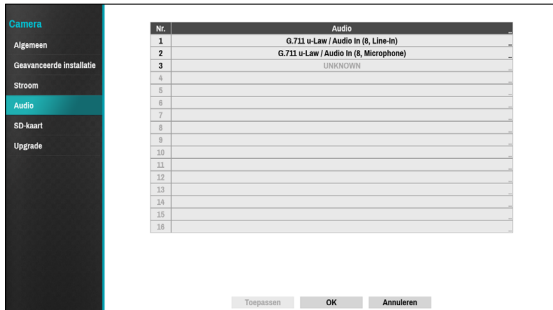 Camera
Algemeen
Geavanceerde installatie
Stroom
Audio
SD-kaart
Upgrade
Nr. Audio
1 G.711 u-Law / Audio In (8, Line-In)
2 G.711 u-Law / Audio In (8, Microphone)
3 UNKNOWN
4
5
6
7
8
9
10
11
12
13
14
15
16
Toepassen OK Annuleren